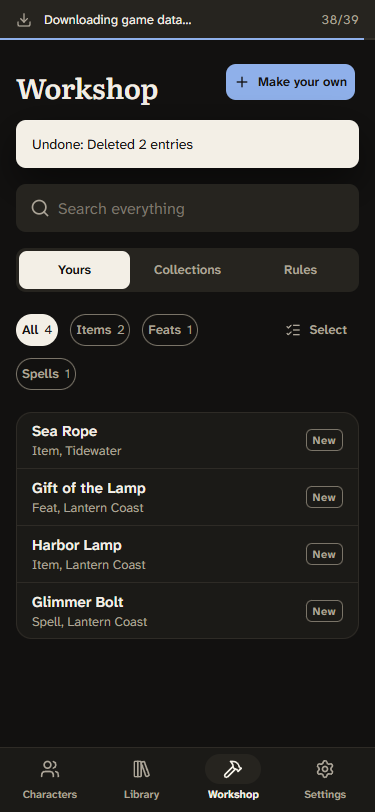 Downloading game data... 38/39
Workshop
Make your own
Undone: Deleted 2 entries
Search everything
Yours Collections Rules
All 4 Items 2 Feats 1 Select
Spells 1
Sea Rope
Item, Tidewater
New
Gift of the Lamp
Feat, Lantern Coast
New
Harbor Lamp
Item, Lantern Coast
New
Glimmer Bolt
Spell, Lantern Coast
New
Characters Library Workshop Settings